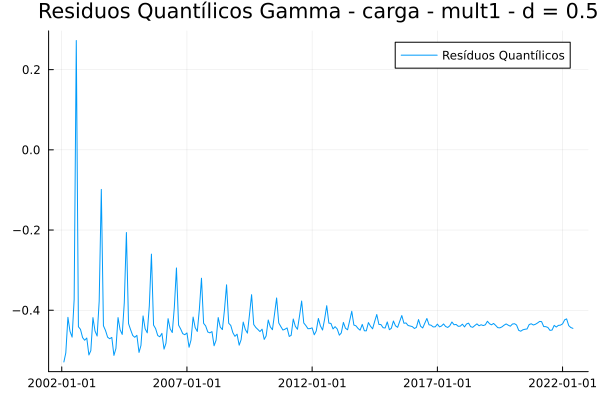 Residuos Quantílicos Gamma - carga - mult1 - d = 0.5
Resíduos Quantílicos
0.2
0.0
−0.2
−0.4
2002-01-01 2007-01-01 2012-01-01 2017-01-01 2022-01-01